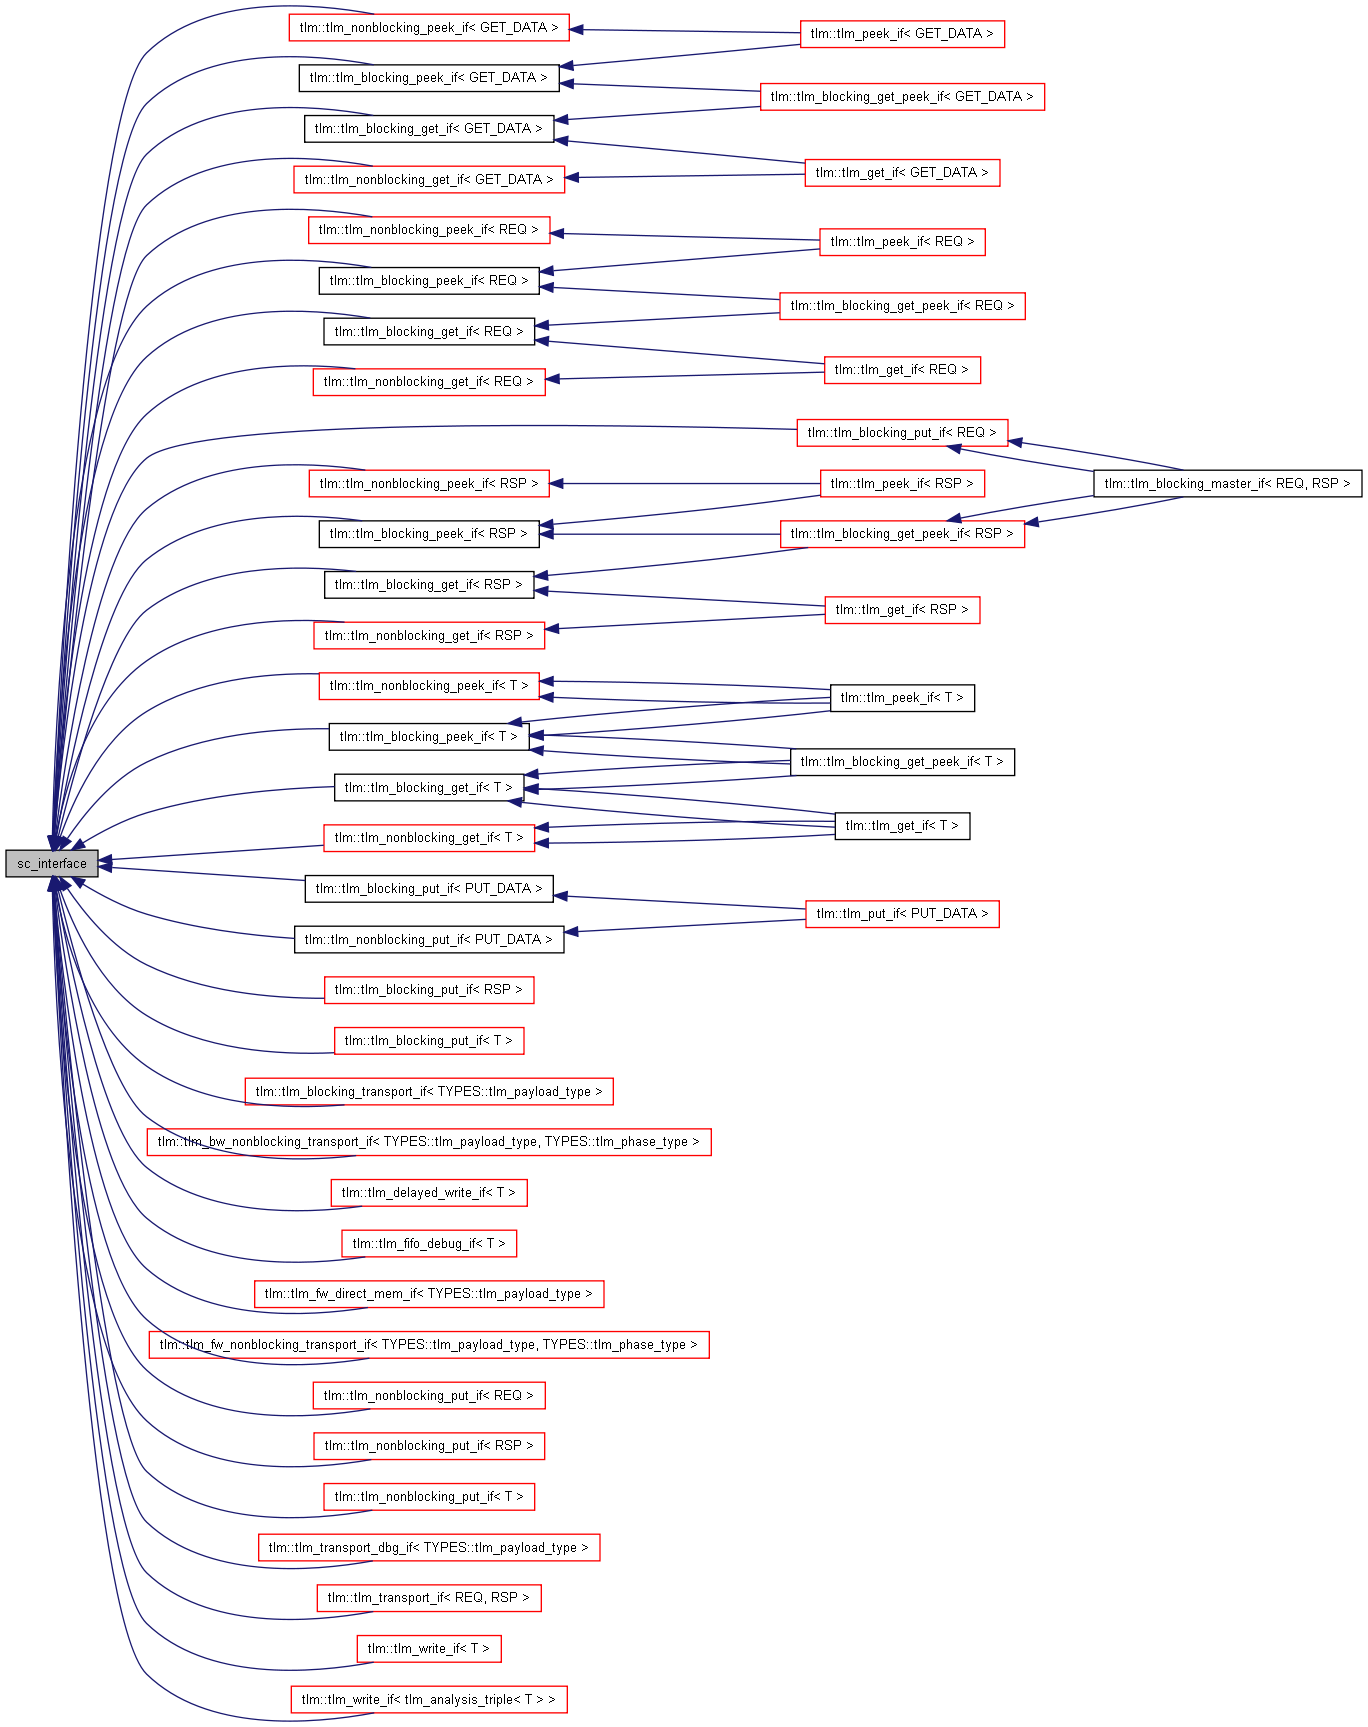 tlm::tlm_nonblocking_peek_if< GET_DATA >
tlm::tlm_peek_if< GET_DATA >
tlm::tlm_blocking_peek_if< GET_DATA >
tlm::tlm_blocking_get_peek_if< GET_DATA >
tlm::tlm_blocking_get_if< GET_DATA >
tlm::tlm_get_if< GET_DATA >
tlm::tlm_nonblocking_get_if< GET_DATA >
tlm::tlm_nonblocking_peek_if< REQ >
tlm::tlm_peek_if< REQ >
tlm::tlm_blocking_peek_if< REQ >
tlm::tlm_blocking_get_peek_if< REQ >
tlm::tlm_blocking_get_if< REQ >
tlm::tlm_get_if< REQ >
tlm::tlm_nonblocking_get_if< REQ >
tlm::tlm_blocking_put_if< REQ >
tlm::tlm_nonblocking_peek_if< RSP >
tlm::tlm_peek_if< RSP >
tlm::tlm_blocking_master_if< REQ, RSP >
tlm::tlm_blocking_peek_if< RSP >
tlm::tlm_blocking_get_peek_if< RSP >
tlm::tlm_blocking_get_if< RSP >
tlm::tlm_get_if< RSP >
tlm::tlm_nonblocking_get_if< RSP >
tlm::tlm_nonblocking_peek_if< T >
tlm::tlm_peek_if< T >
tlm::tlm_blocking_peek_if< T >
tlm::tlm_blocking_get_peek_if< T >
tlm::tlm_blocking_get_if< T >
tlm::tlm_get_if< T >
tlm::tlm_nonblocking_get_if< T >
sc_interface
tlm::tlm_blocking_put_if< PUT_DATA >
tlm::tlm_put_if< PUT_DATA >
tlm::tlm_nonblocking_put_if< PUT_DATA >
tlm::tlm_blocking_put_if< RSP >
tlm::tlm_blocking_put_if< T >
tlm::tlm_blocking_transport_if< TYPES::tlm_payload_type >
tlm::tlm_bw_nonblocking_transport_if< TYPES::tlm_payload_type, TYPES::tlm_phase_type >
tlm::tlm_delayed_write_if< T >
tlm::tlm_fifo_debug_if< T >
tlm::tlm_fw_direct_mem_if< TYPES::tlm_payload_type >
tlm::tlm_fw_nonblocking_transport_if< TYPES::tlm_payload_type, TYPES::tlm_phase_type >
tlm::tlm_nonblocking_put_if< REQ >
tlm::tlm_nonblocking_put_if< RSP >
tlm::tlm_nonblocking_put_if< T >
tlm::tlm_transport_dbg_if< TYPES::tlm_payload_type >
tlm::tlm_transport_if< REQ, RSP >
tlm::tlm_write_if< T >
tlm::tlm_write_if< tlm_analysis_triple< T > >